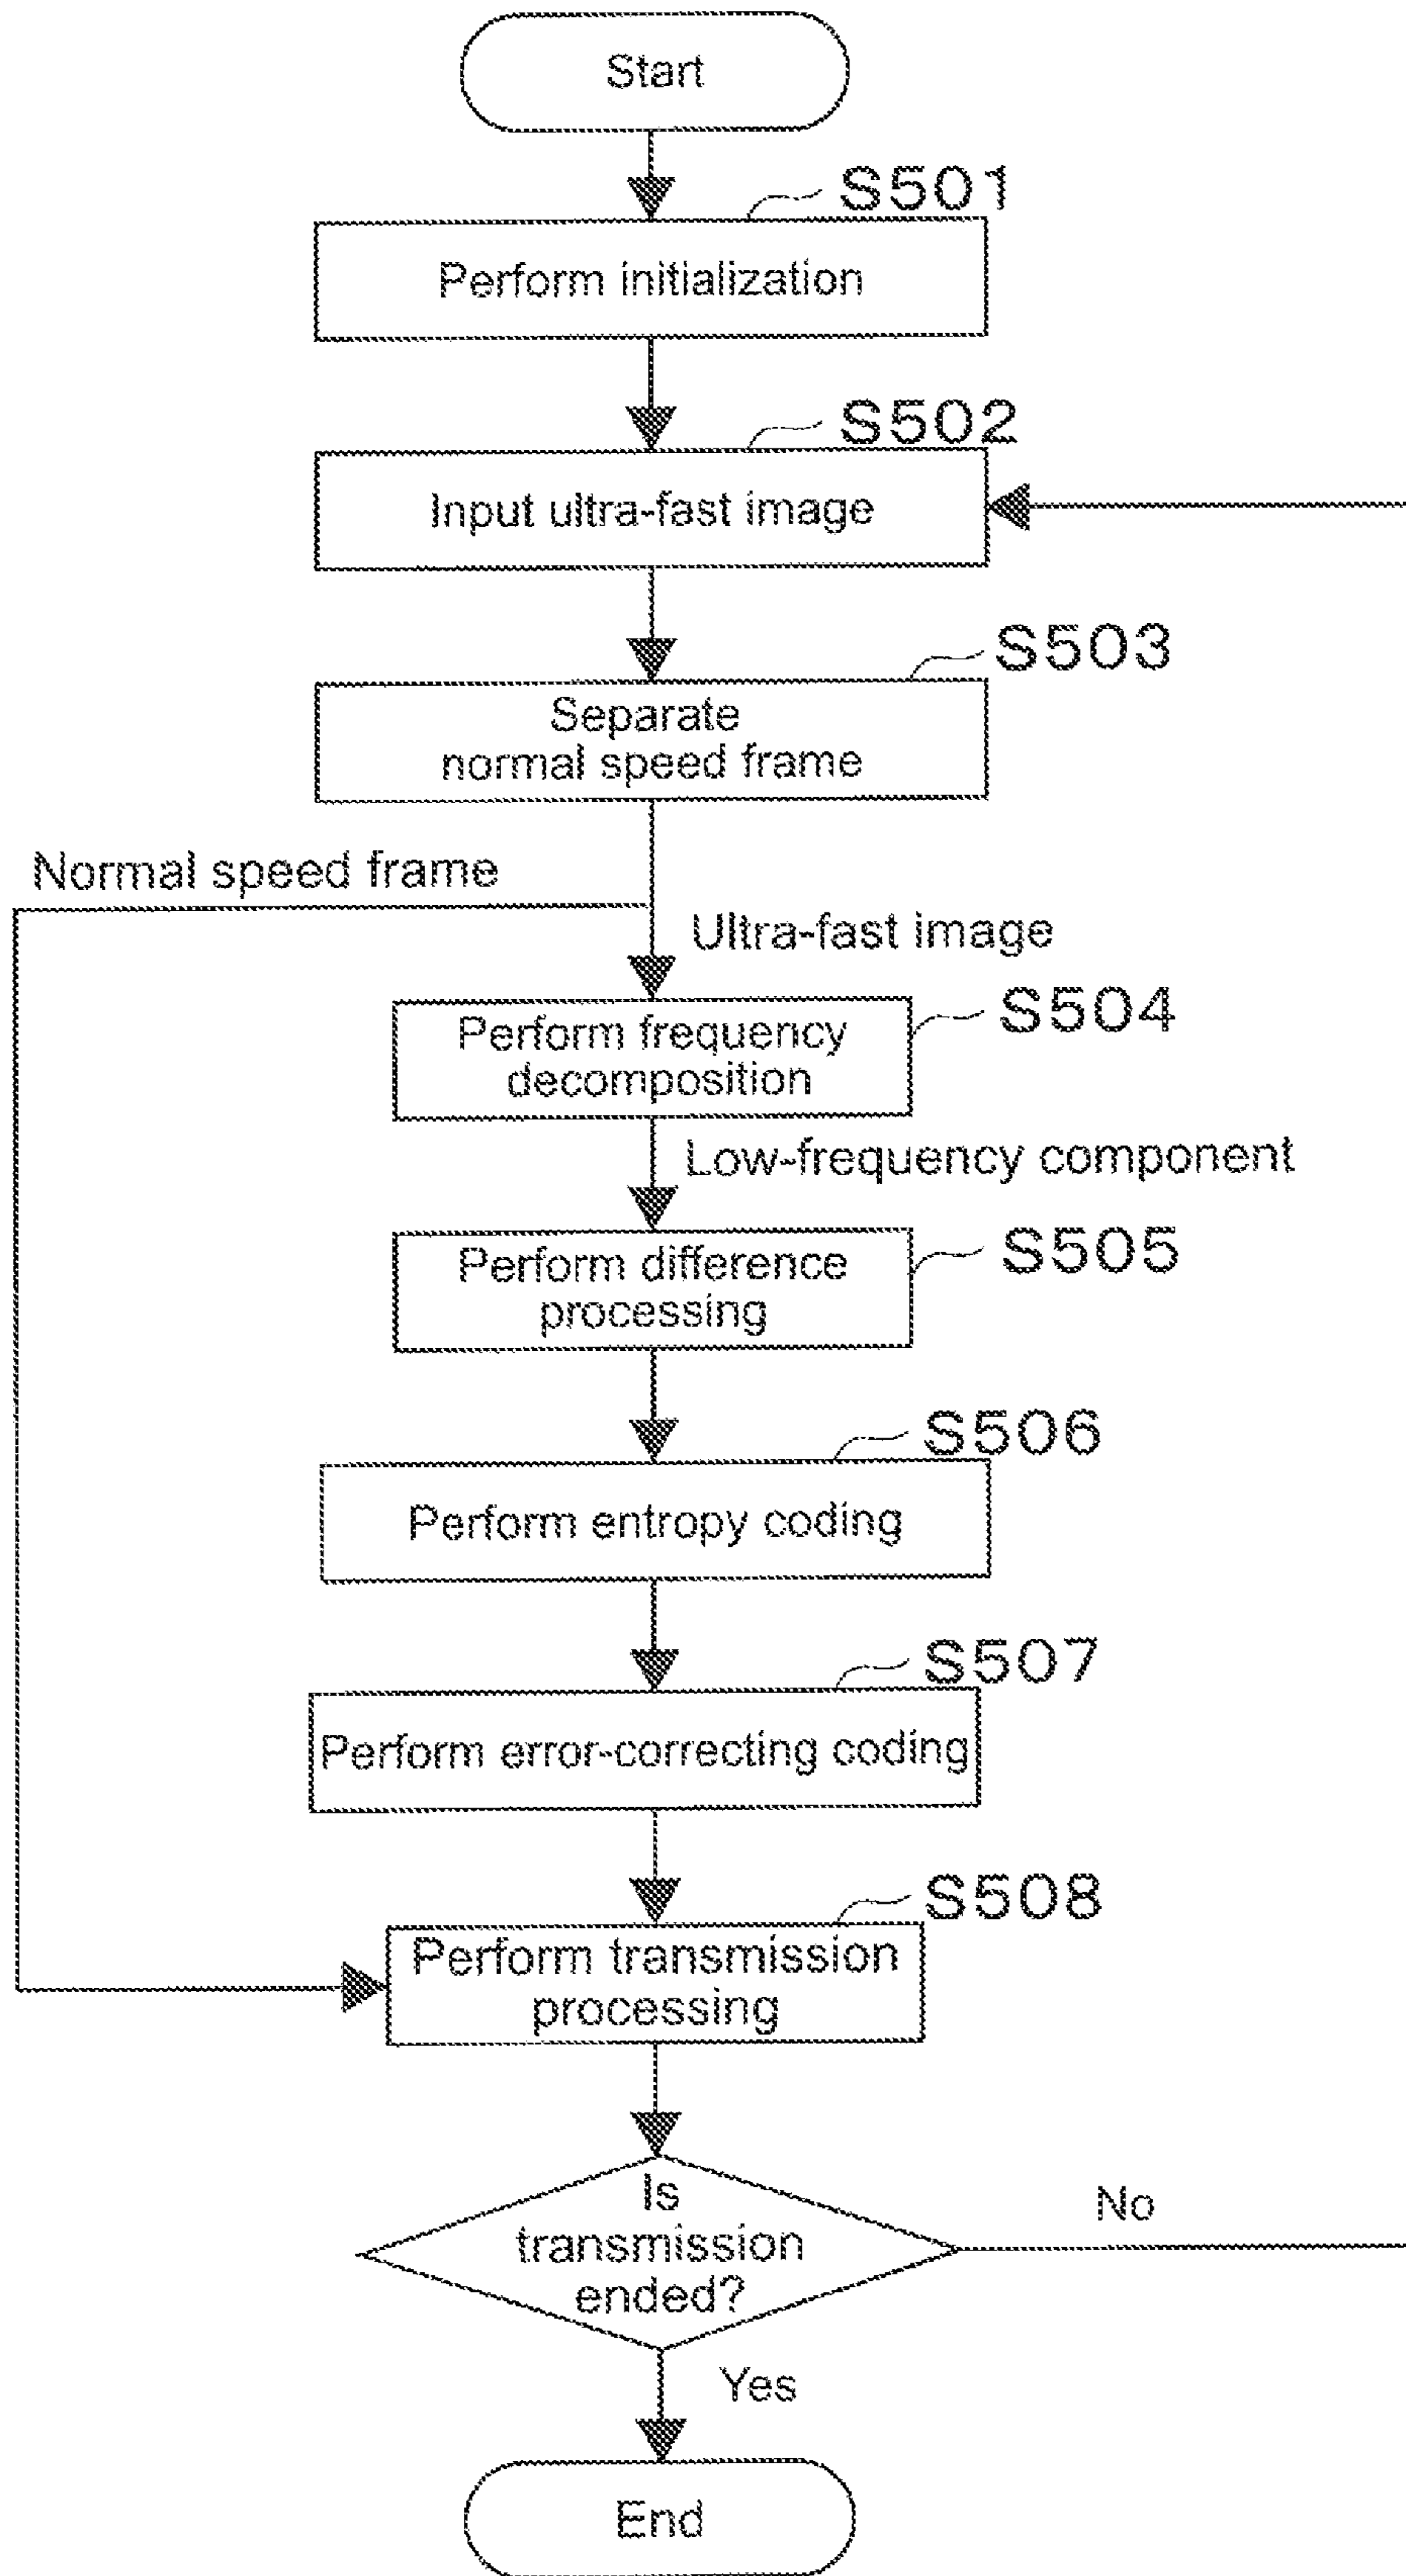 Start
S501
Perform initialization
S502
Input ultra-fast image
S503
Separate
normal speed frame
Normal speed frame
Ultra-fast image
S504
Perform frequency
decomposition
Low-frequency component
S505
Perform difference
processing
S506
Perform entropy coding
S507
Perform error-correcting coding
S508
Perform transmission
processing
Is
transmission
ended?
No
Yes
End